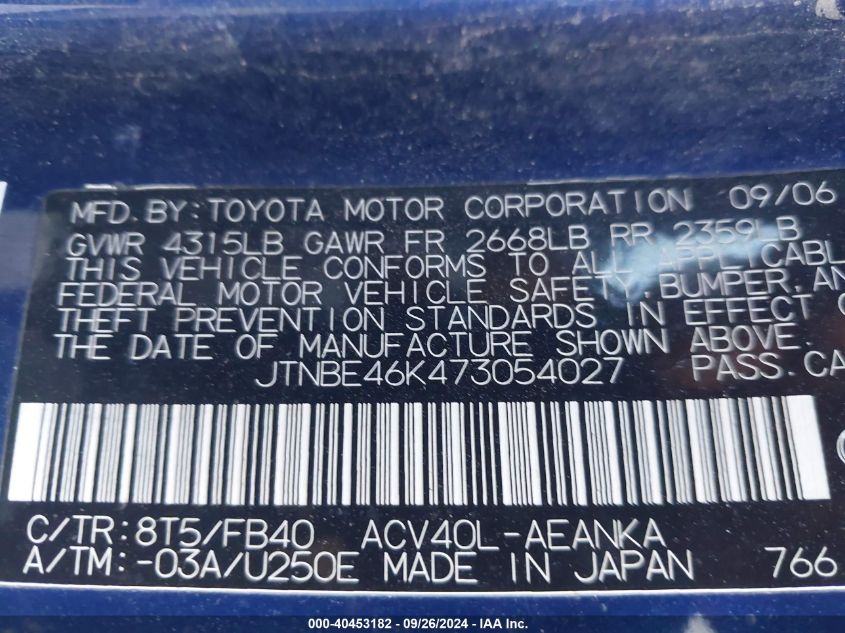 MFD. BY: TOYOTA MOTOR CORPORATION 09/06
GVWR 4315LB GAWR FR 2668LB RR 2359LB
THIS VEHICLE CONFORMS TO ALL APPLICABL
FEDERAL MOTOR VEHICLE SAFETY, BUMPER, AN
THEFT PREVENTION STANDARDS IN EFFECT
THE DATE OF MANUFACTURE SHOWN ABOVE.
JTNBE46K473054027 PASS. CA
C/TR: 8T5/FB40 ACV40L-AEANKA
A/TM: -03A/U250E MADE IN JAPAN 766
000-40453182 - 09/26/2024 - IAA Inc.